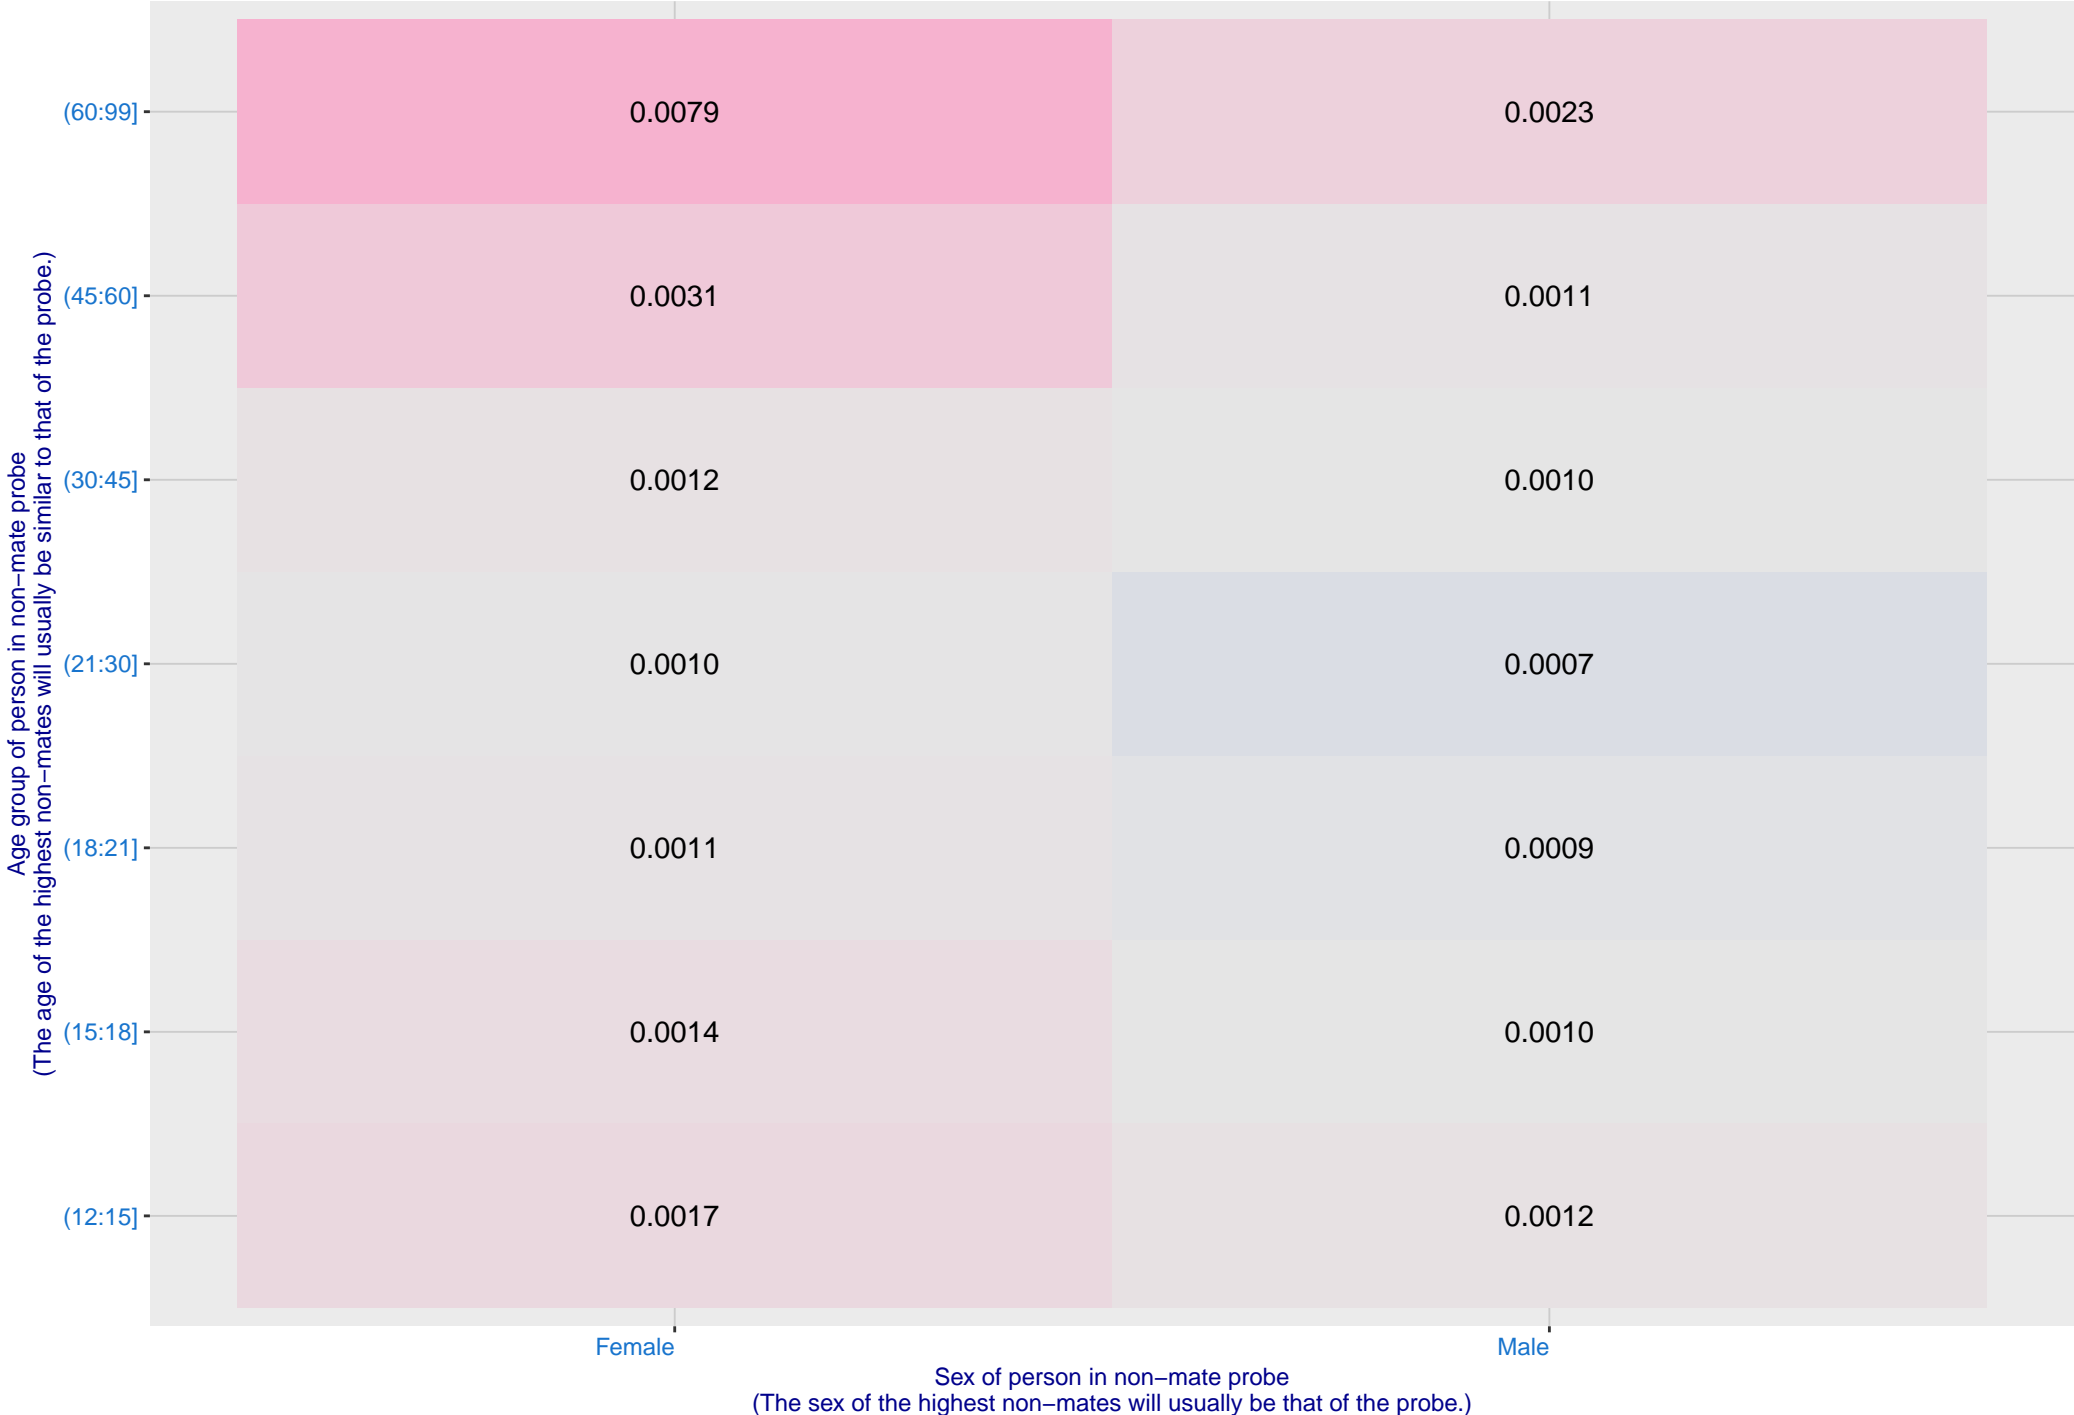 (60:99] 0.0079 0.0023
(45:60] 0.0031 0.0011
(30:45] 0.0012 0.0010
(21:30] 0.0010 0.0007
(18:21] 0.0011 0.0009
(15:18] 0.0014 0.0010
(12:15] 0.0017 0.0012
Female Male
Sex of person in non−mate probe
(The sex of the highest non−mates will usually be that of the probe.)
Age group of person in non−mate probe
(The age of the highest non−mates will usually be similar to that of the probe.)